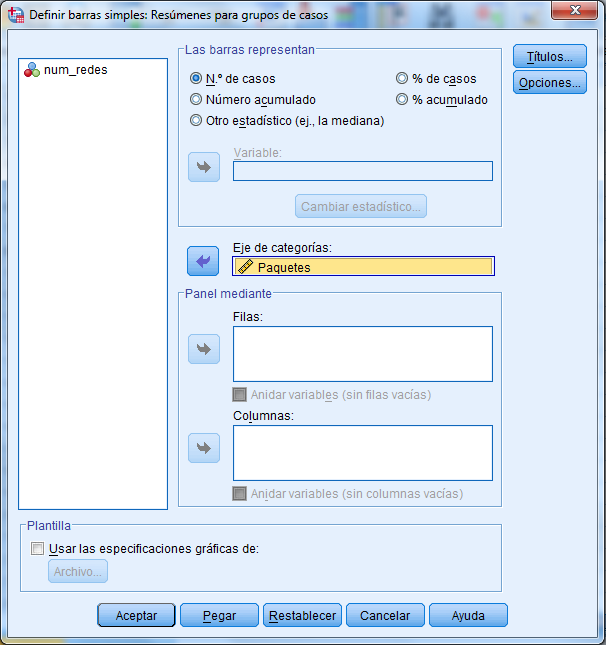 Definir barras simples: Resúmenes para grupos de casos
num_redes
Las barras representan
N.º de casos
% de casos
Número acumulado
% acumulado
Otro estadístico (ej., la mediana)
Variable:
Cambiar estadístico...
Títulos...
Opciones...
Eje de categorías:
Paquetes
Panel mediante
Filas:
Anidar variables (sin filas vacías)
Columnas:
Anidar variables (sin columnas vacías)
Plantilla
Usar las especificaciones gráficas de:
Archivo...
Aceptar
Pegar
Restablecer
Cancelar
Ayuda